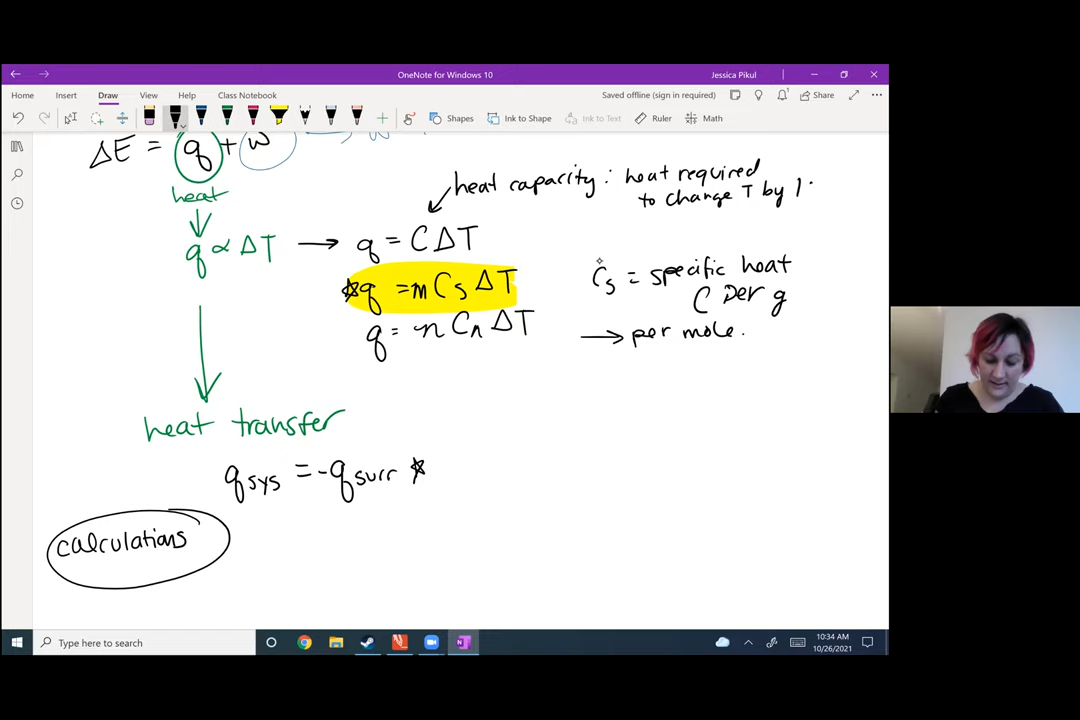 OneNote for Windows 10
Jessica Pikul
Home Insert Draw View Help Class Notebook
Saved offline (sign in required)
Share
Shapes Ink to Shape Ink to Text Ruler Math
ΔE = q + w
heat
q ∝ ΔT → q = CΔT
heat capacity : heat required
to change T by 1.
☆q = m Cs ΔT
Cs = specific heat
C per g
q = n Cn ΔT → per mole.
heat transfer
qsys = -qsurr ☆
calculations
Type here to search
10:34 AM
10/26/2021